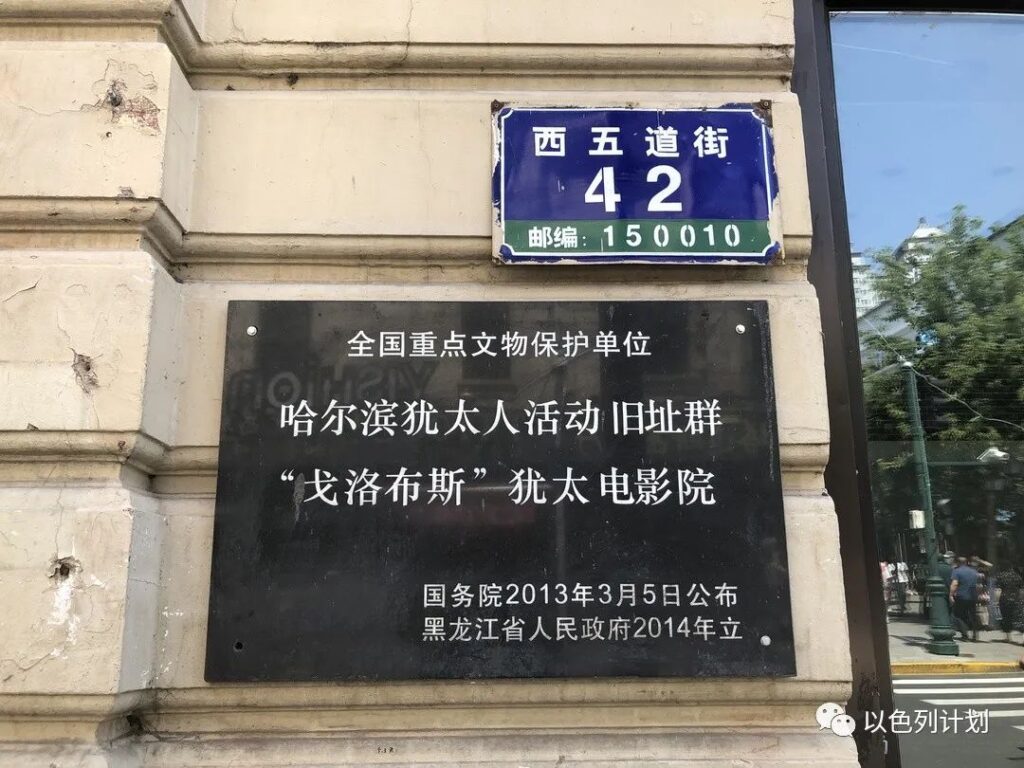 西五道街
42
邮编：150010
全国重点文物保护单位
哈尔滨犹太人活动旧址群
“戈洛布斯”犹太电影院
国务院2013年3月5日公布
黑龙江省人民政府2014年立
以色列计划